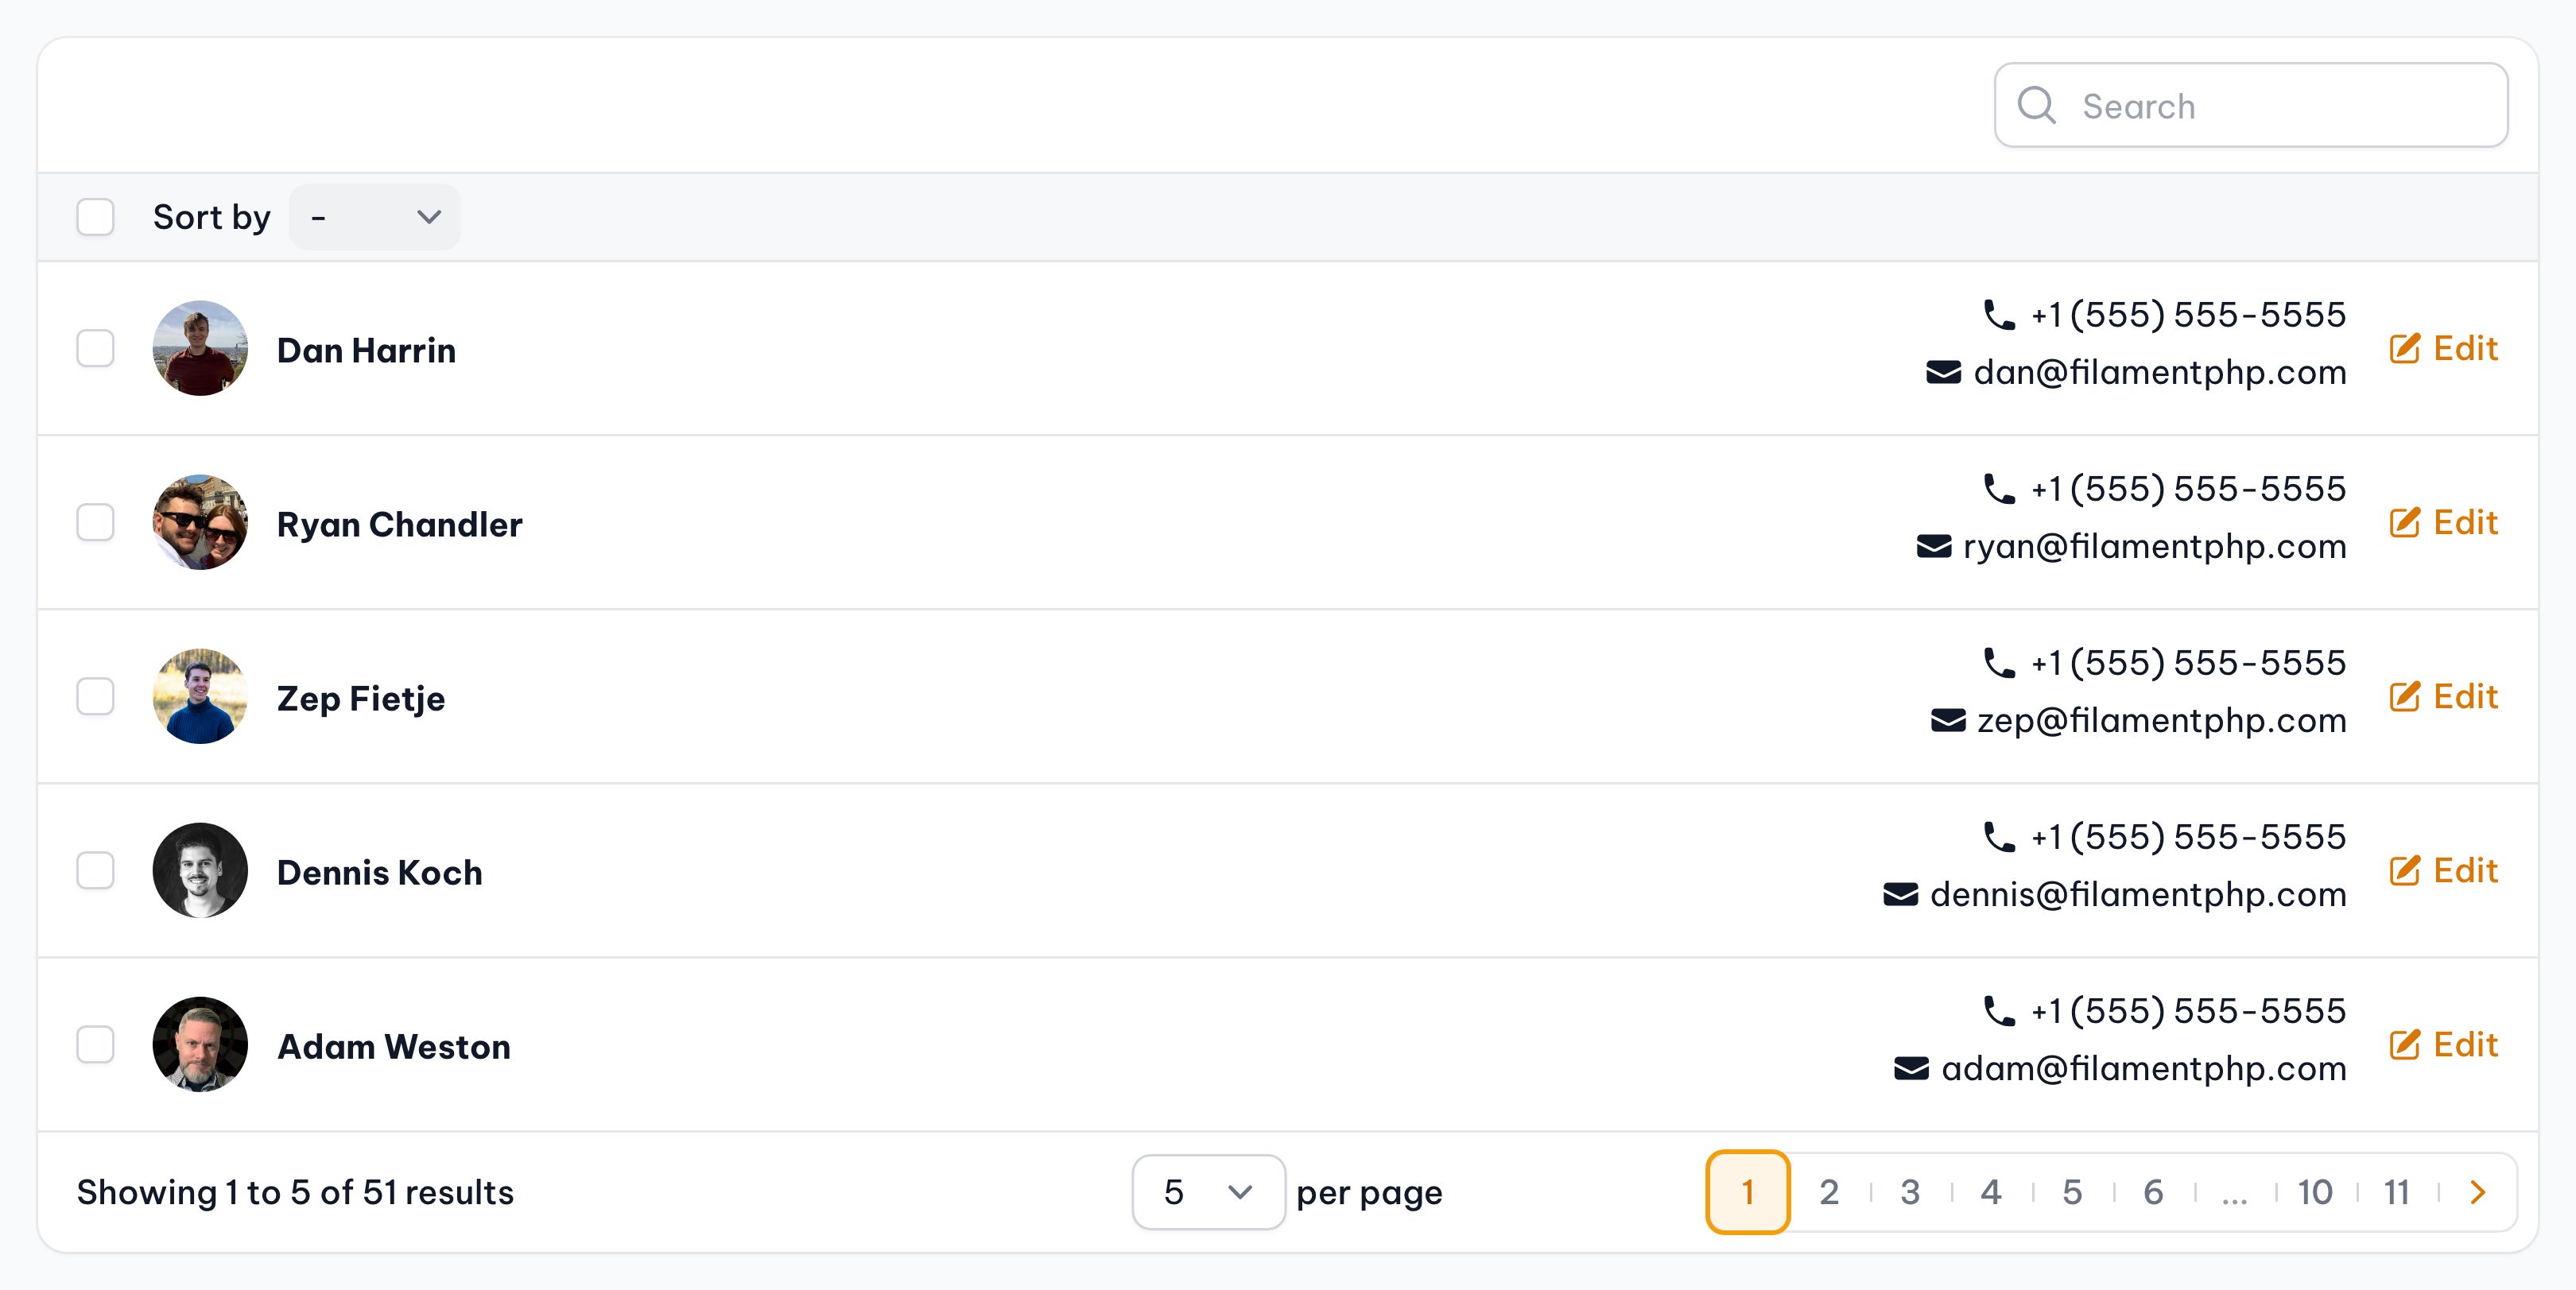 Search
Sort by -
Dan Harrin
+1 (555) 555-5555
dan@filamentphp.com
Edit
Ryan Chandler
+1 (555) 555-5555
ryan@filamentphp.com
Edit
Zep Fietje
+1 (555) 555-5555
zep@filamentphp.com
Edit
Dennis Koch
+1 (555) 555-5555
dennis@filamentphp.com
Edit
Adam Weston
+1 (555) 555-5555
adam@filamentphp.com
Edit
Showing 1 to 5 of 51 results
5 per page
1 2 3 4 5 6 ... 10 11